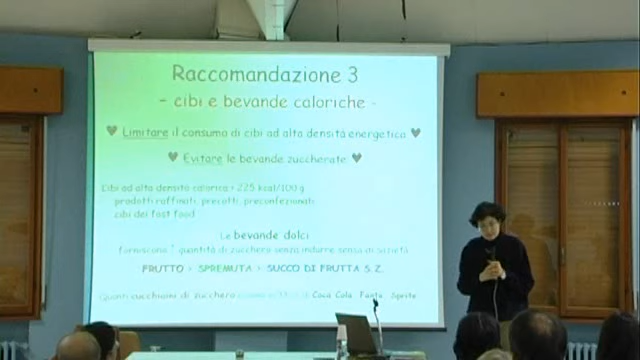 Raccomandazione 3
- cibi e bevande caloriche -
Limitare il consumo di cibi ad alta densità energetica
Evitare le bevande zuccherate
Cibi ad alta densità calorica > 225 kcal/100 g
prodotti raffinati, precotti, preconfezionati
cibi dei fast food
Le bevande dolci
forniscono quantità di zucchero senza indurre senso di sazietà
FRUTTO > SPREMUTA > SUCCO DI FRUTTA S.Z.
Quanti cucchiaini di zucchero Coca Cola, Fanta, Sprite